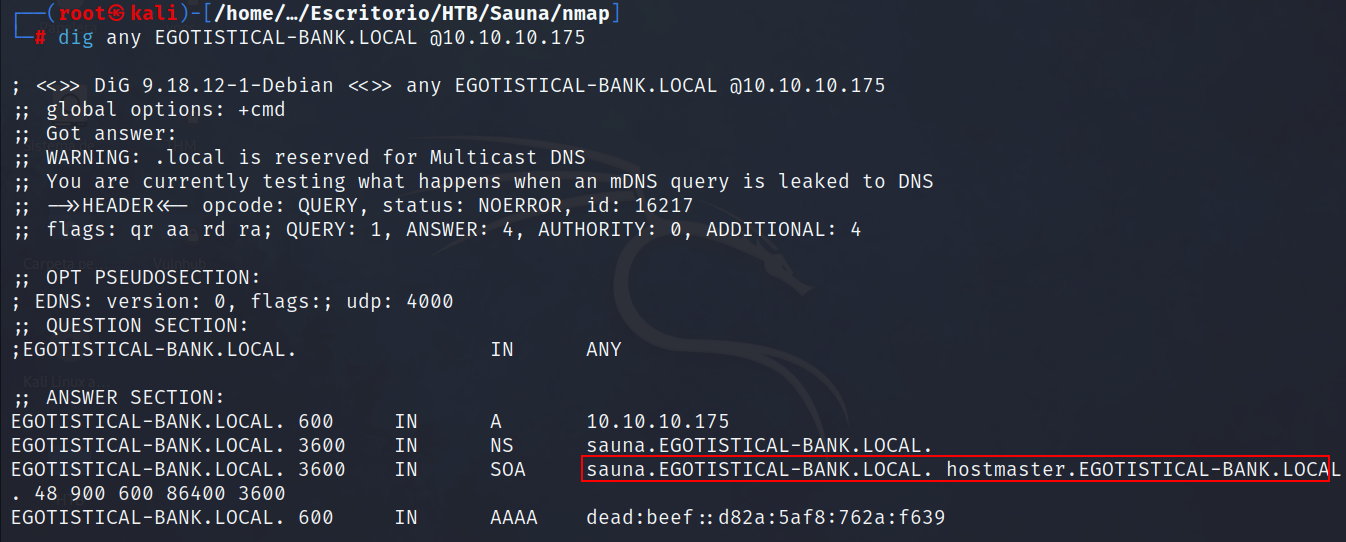 ┌──(root㉿kali)-[/home/…/Escritorio/HTB/Sauna/nmap]
└─# dig any EGOTISTICAL-BANK.LOCAL @10.10.10.175
; <<>> DiG 9.18.12-1-Debian <<>> any EGOTISTICAL-BANK.LOCAL @10.10.10.175
;; global options: +cmd
;; Got answer:
;; WARNING: .local is reserved for Multicast DNS
;; You are currently testing what happens when an mDNS query is leaked to DNS
;; ->>HEADER<<- opcode: QUERY, status: NOERROR, id: 16217
;; flags: qr aa rd ra; QUERY: 1, ANSWER: 4, AUTHORITY: 0, ADDITIONAL: 4
;; OPT PSEUDOSECTION:
; EDNS: version: 0, flags:; udp: 4000
;; QUESTION SECTION:
;EGOTISTICAL-BANK.LOCAL. IN ANY
;; ANSWER SECTION:
EGOTISTICAL-BANK.LOCAL. 600 IN A 10.10.10.175
EGOTISTICAL-BANK.LOCAL. 3600 IN NS sauna.EGOTISTICAL-BANK.LOCAL.
EGOTISTICAL-BANK.LOCAL. 3600 IN SOA sauna.EGOTISTICAL-BANK.LOCAL. hostmaster.EGOTISTICAL-BANK.LOCAL
. 48 900 600 86400 3600
EGOTISTICAL-BANK.LOCAL. 600 IN AAAA dead:beef::d82a:5af8:762a:f639